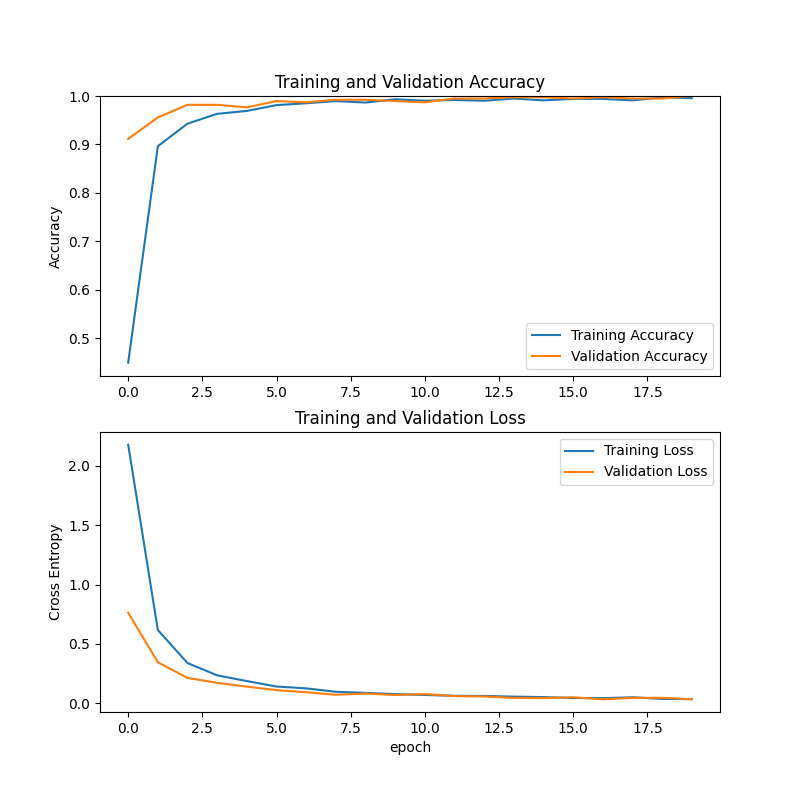 Training and Validation Accuracy
1.0
0.9
0.8
0.7
0.6
0.5
Accuracy
Training Accuracy
Validation Accuracy
0.0 2.5 5.0 7.5 10.0 12.5 15.0 17.5
Training and Validation Loss
2.0
1.5
1.0
0.5
0.0
Cross Entropy
Training Loss
Validation Loss
0.0 2.5 5.0 7.5 10.0 12.5 15.0 17.5
epoch